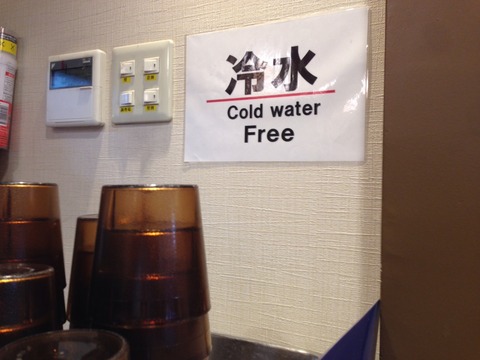 冷水
Cold water
Free